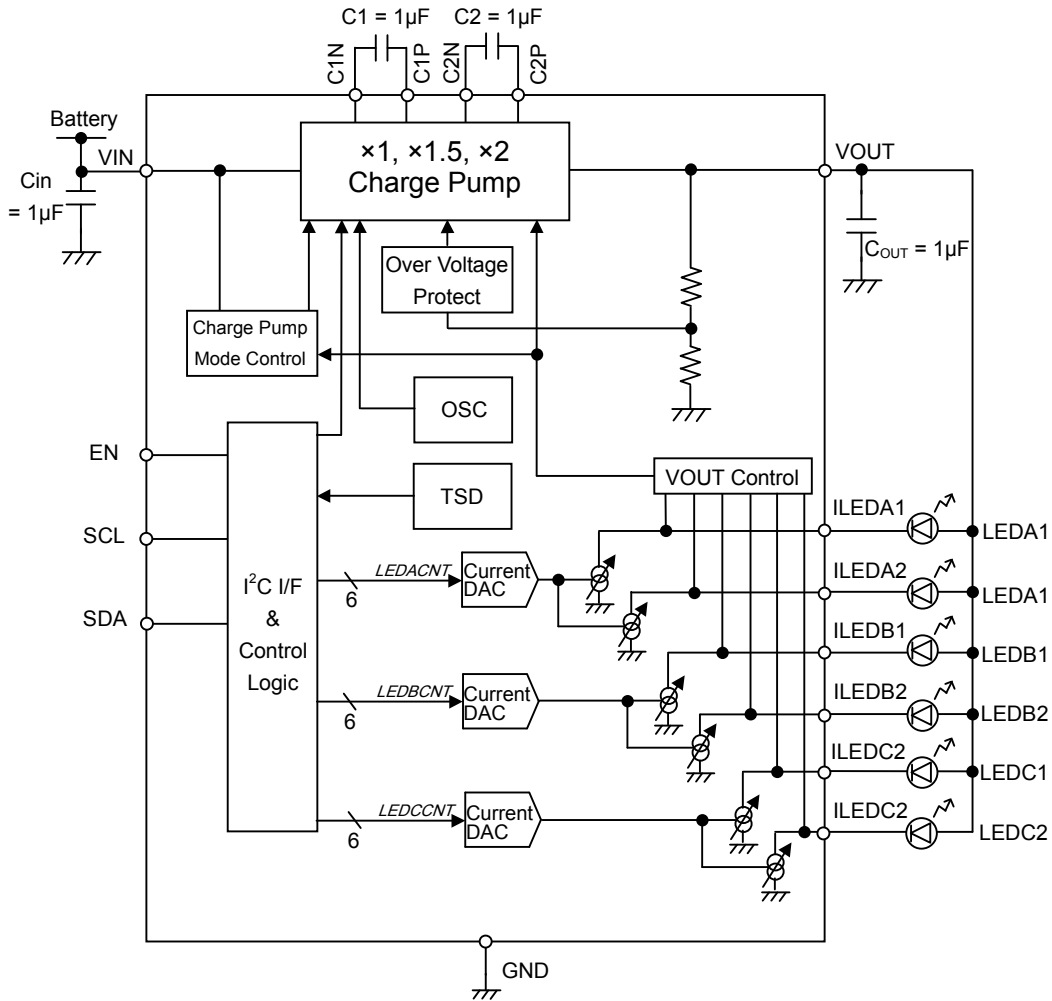 C1 = 1µF
C2 = 1µF
C1N
C1P
C2N
C2P
Battery
VIN
Cin
= 1µF
×1, ×1.5, ×2
Charge Pump
VOUT
C_OUT = 1µF
Over Voltage
Protect
Charge Pump
Mode Control
OSC
EN
VOUT Control
TSD
SCL
ILEDA1
LEDA1
I²C I/F
&
Control
Logic
LEDACNT
6
Current
DAC
ILEDA2
LEDA1
SDA
ILEDB1
LEDB1
LEDBCNT
6
Current
DAC
ILEDB2
LEDB2
ILEDC2
LEDC1
LEDCCNT
6
Current
DAC
ILEDC2
LEDC2
GND